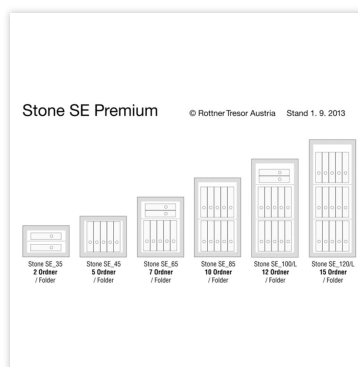 Stone SE Premium © Rottner Tresor Austria Stand 1. 9. 2013
Stone SE_35
2 Ordner
/ Folder
Stone SE_45
5 Ordner
/ Folder
Stone SE_65
7 Ordner
/ Folder
Stone SE_85
10 Ordner
/ Folder
Stone SE_100/L
12 Ordner
/ Folder
Stone SE_120/L
15 Ordner
/ Folder